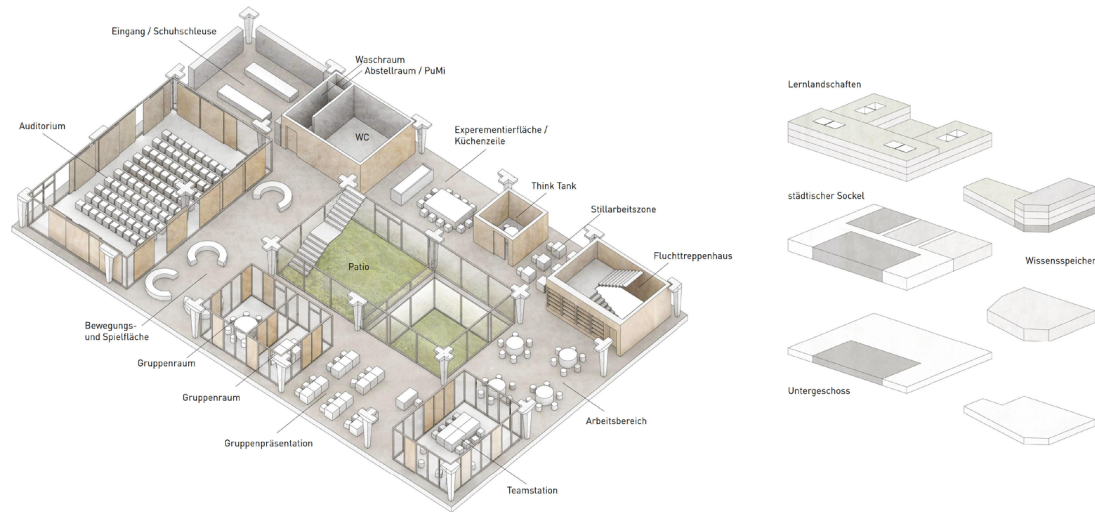 Eingang / Schuhschleuse
Waschraum
Abstellraum / PuMi
Auditorium
WC
Experementierfläche /
Küchenzeile
Think Tank
Stillarbeitszone
Fluchttreppenhaus
Patio
Bewegungs-
und Spielfläche
Gruppenraum
Gruppenraum
Gruppenpräsentation
Arbeitsbereich
Teamstation
Lernlandschaften
städtischer Sockel
Wissensspeicher
Untergeschoss